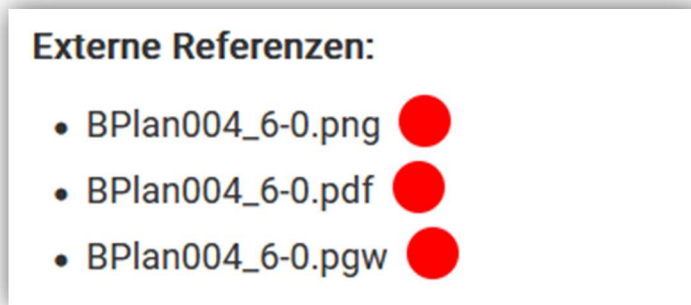 Externe Referenzen:
BPlan004_6-0.png
BPlan004_6-0.pdf
BPlan004_6-0.pgw